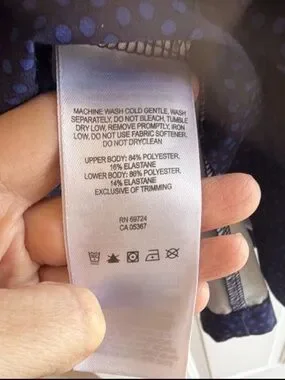 MACHINE WASH COLD GENTLE, WASH
SEPARATELY, DO NOT BLEACH, TUMBLE
DRY LOW, REMOVE PROMPTLY, IRON
LOW, DO NOT USE FABRIC SOFTENER.
DO NOT DRYCLEAN
UPPER BODY: 84% POLYESTER,
16% ELASTANE
LOWER BODY: 86% POLYESTER,
14% ELASTANE
EXCLUSIVE OF TRIMMING
RN 69724
CA 05367